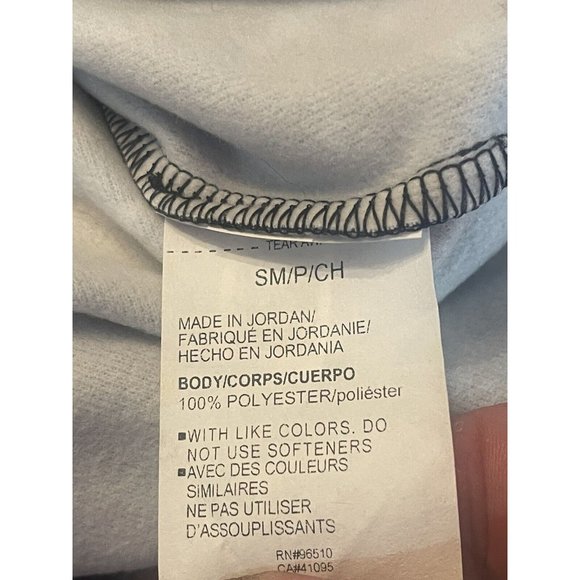 TEAR
SM/P/CH
MADE IN JORDAN/
FABRIQUÉ EN JORDANIE/
HECHO EN JORDANIA
BODY/CORPS/CUERPO
100% POLYESTER/poliéster
WITH LIKE COLORS. DO
NOT USE SOFTENERS
AVEC DES COULEURS
SIMILAIRES
NE PAS UTILISER
D'ASSOUPLISSANTS
RN#96510
CA#41095